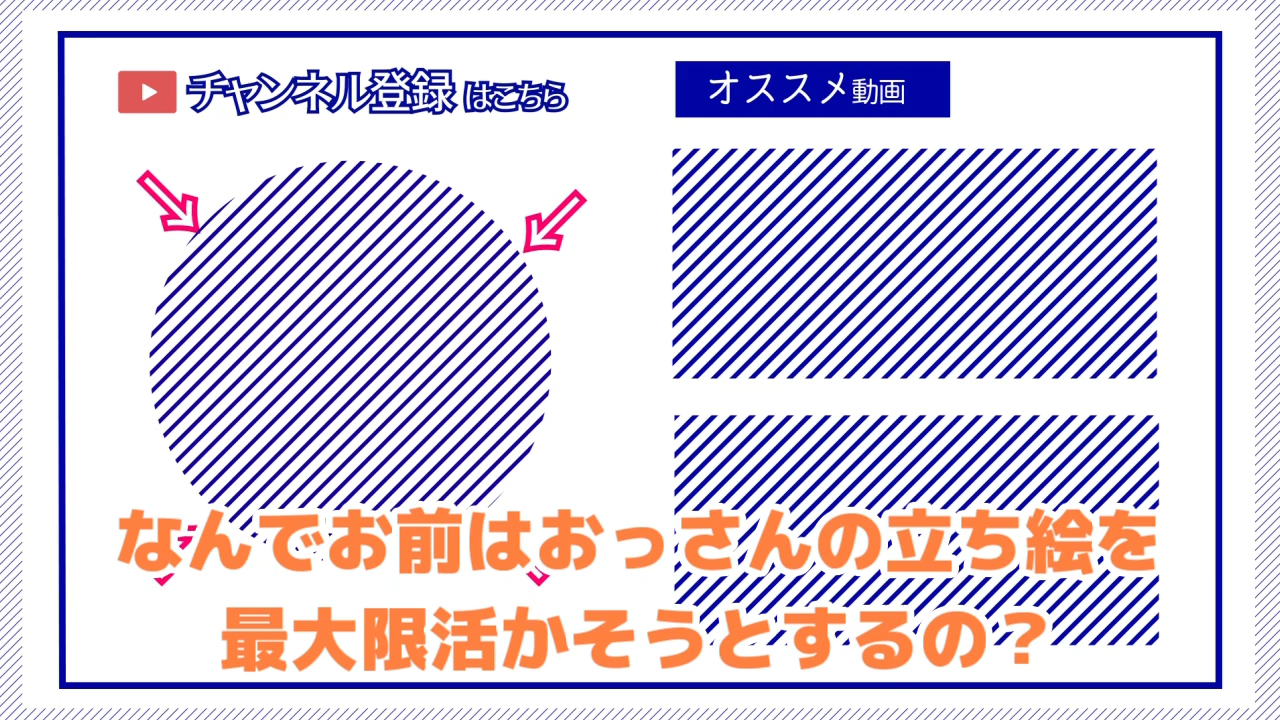 チャンネル登録 はこちら
オススメ動画
なんでお前はおっさんの立ち絵を
最大限活かそうとするの？